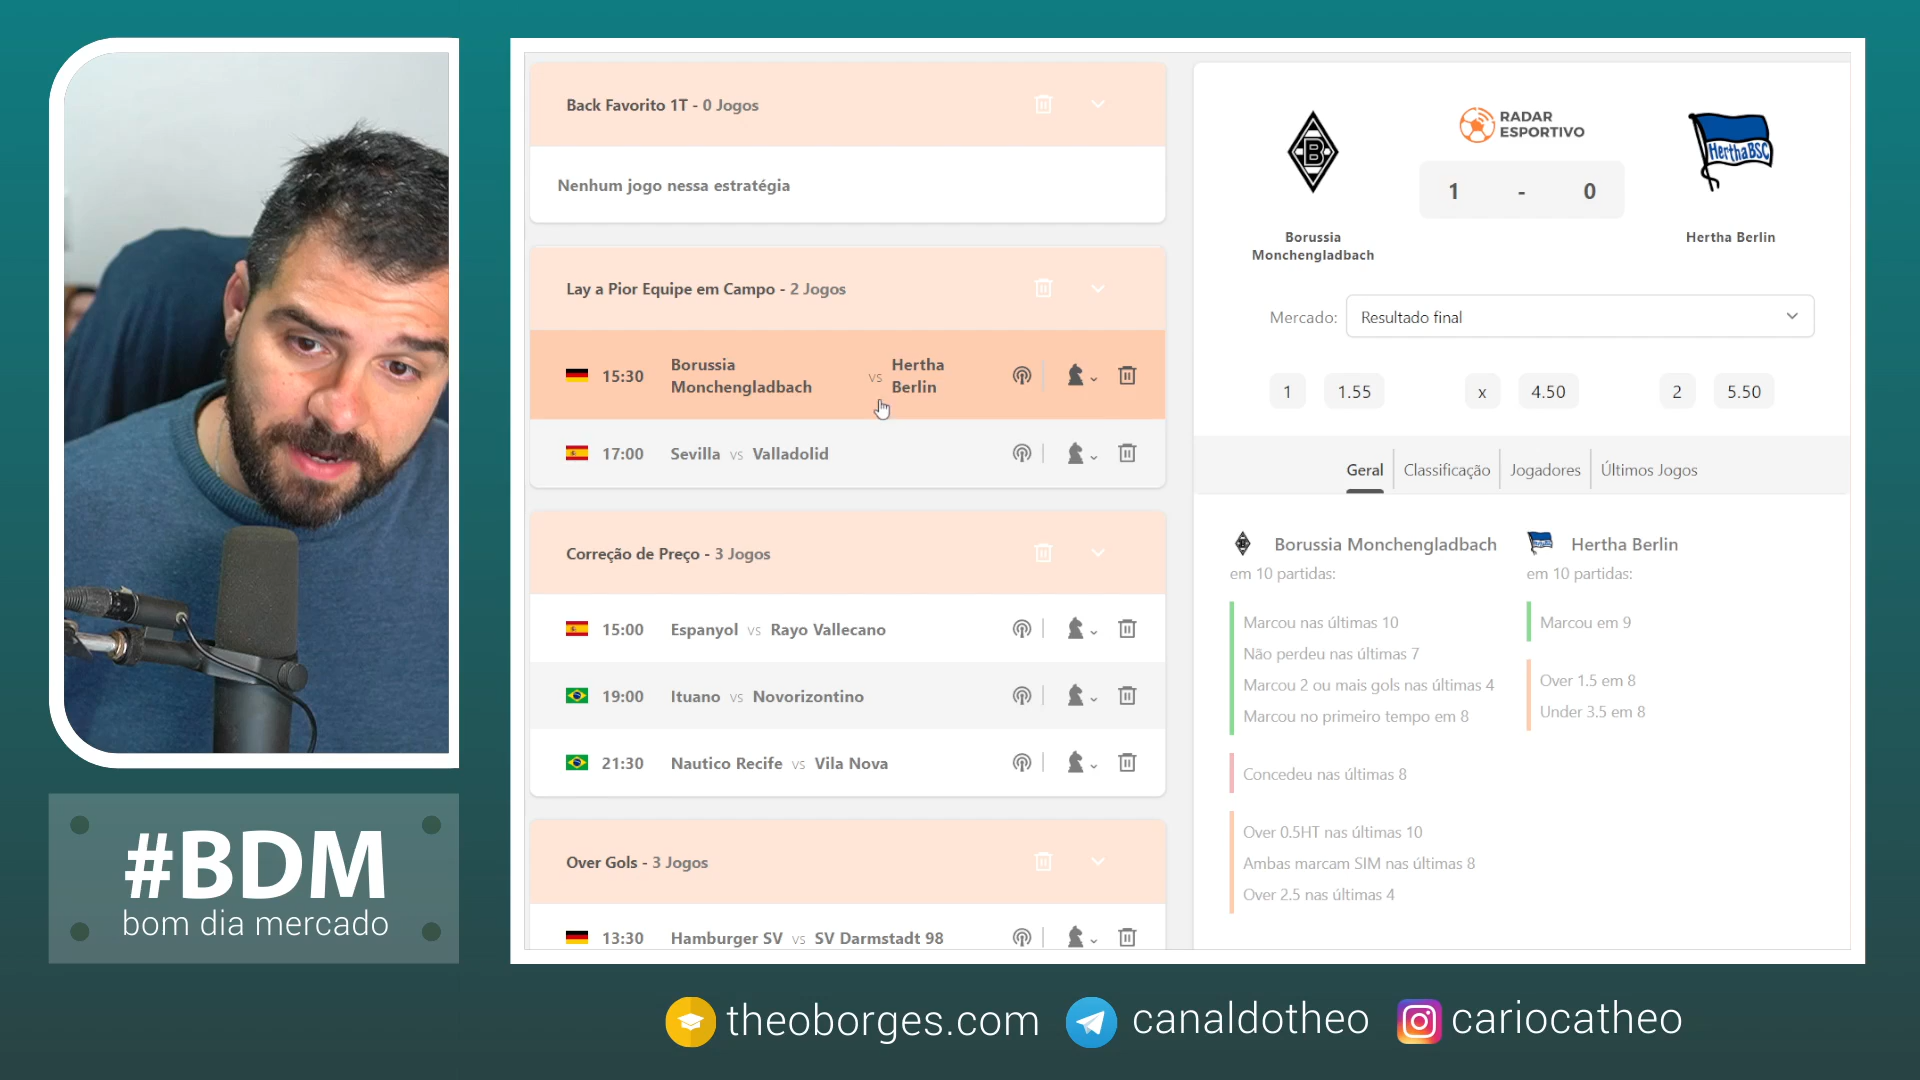 Back Favorito 1T - 0 Jogos
Nenhum jogo nessa estratégia
Lay a Pior Equipe em Campo - 2 Jogos
15:30 Borussia Monchengladbach vs Hertha Berlin
17:00 Sevilla vs Valladolid
Correção de Preço - 3 Jogos
15:00 Espanyol vs Rayo Vallecano
19:00 Ituano vs Novorizontino
21:30 Nautico Recife vs Vila Nova
Over Gols - 3 Jogos
13:30 Hamburger SV vs SV Darmstadt 98
B
RADAR
ESPORTIVO
HerthaBSC
1 - 0
Borussia
Monchengladbach
Hertha Berlin
Mercado: Resultado final
1 1.55 x 4.50 2 5.50
Geral Classificação Jogadores Últimos Jogos
Borussia Monchengladbach
em 10 partidas:
Marcou nas últimas 10
Não perdeu nas últimas 7
Marcou 2 ou mais gols nas últimas 4
Marcou no primeiro tempo em 8
Concedeu nas últimas 8
Over 0.5HT nas últimas 10
Ambas marcam SIM nas últimas 8
Over 2.5 nas últimas 4
Hertha Berlin
em 10 partidas:
Marcou em 9
Over 1.5 em 8
Under 3.5 em 8
#BDM
bom dia mercado
theoborges.com
canaldotheo
cariocatheo